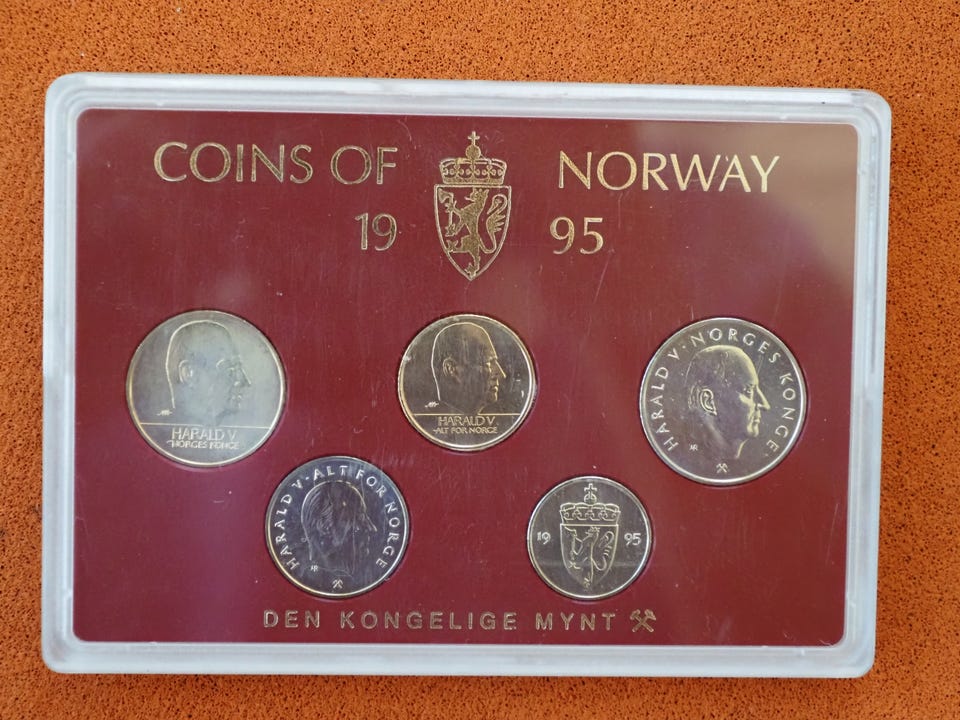 COINS OF NORWAY
19 95
HARALD V
NORGES KONGE
HARALD V
ALT FOR NORGE
HARALD V · NORGES KONGE
HARALD V · ALT FOR NORGE
19 95
DEN KONGELIGE MYNT